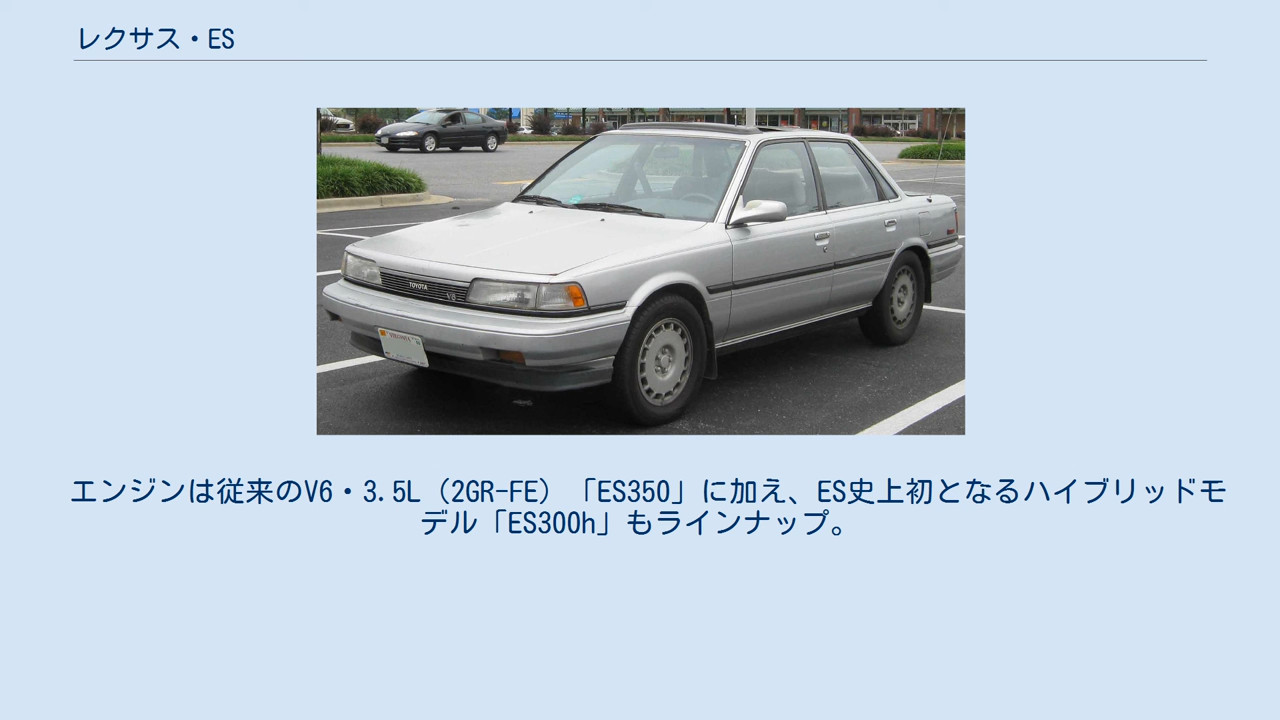 レクサス・ES
TOYOTA
V6
エンジンは従来のV6・3.5L（2GR-FE）「ES350」に加え、ES史上初となるハイブリッドモ
デル「ES300h」もラインナップ。